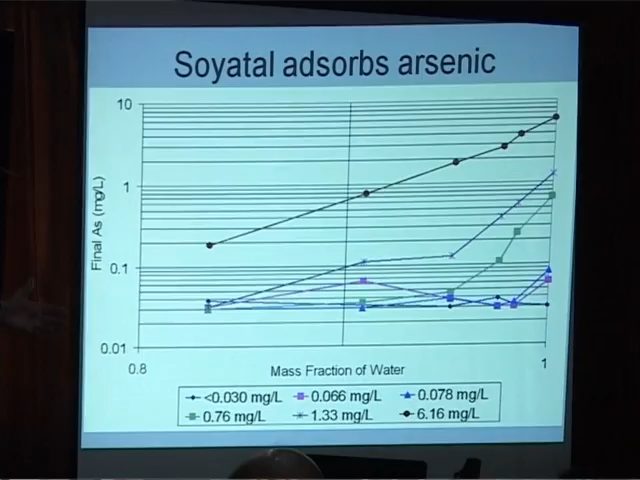 Soyatal adsorbs arsenic
10
1
0.1
0.01
Final As (mg/L)
0.8
1
Mass Fraction of Water
<0.030 mg/L 0.066 mg/L 0.078 mg/L
0.76 mg/L 1.33 mg/L 6.16 mg/L